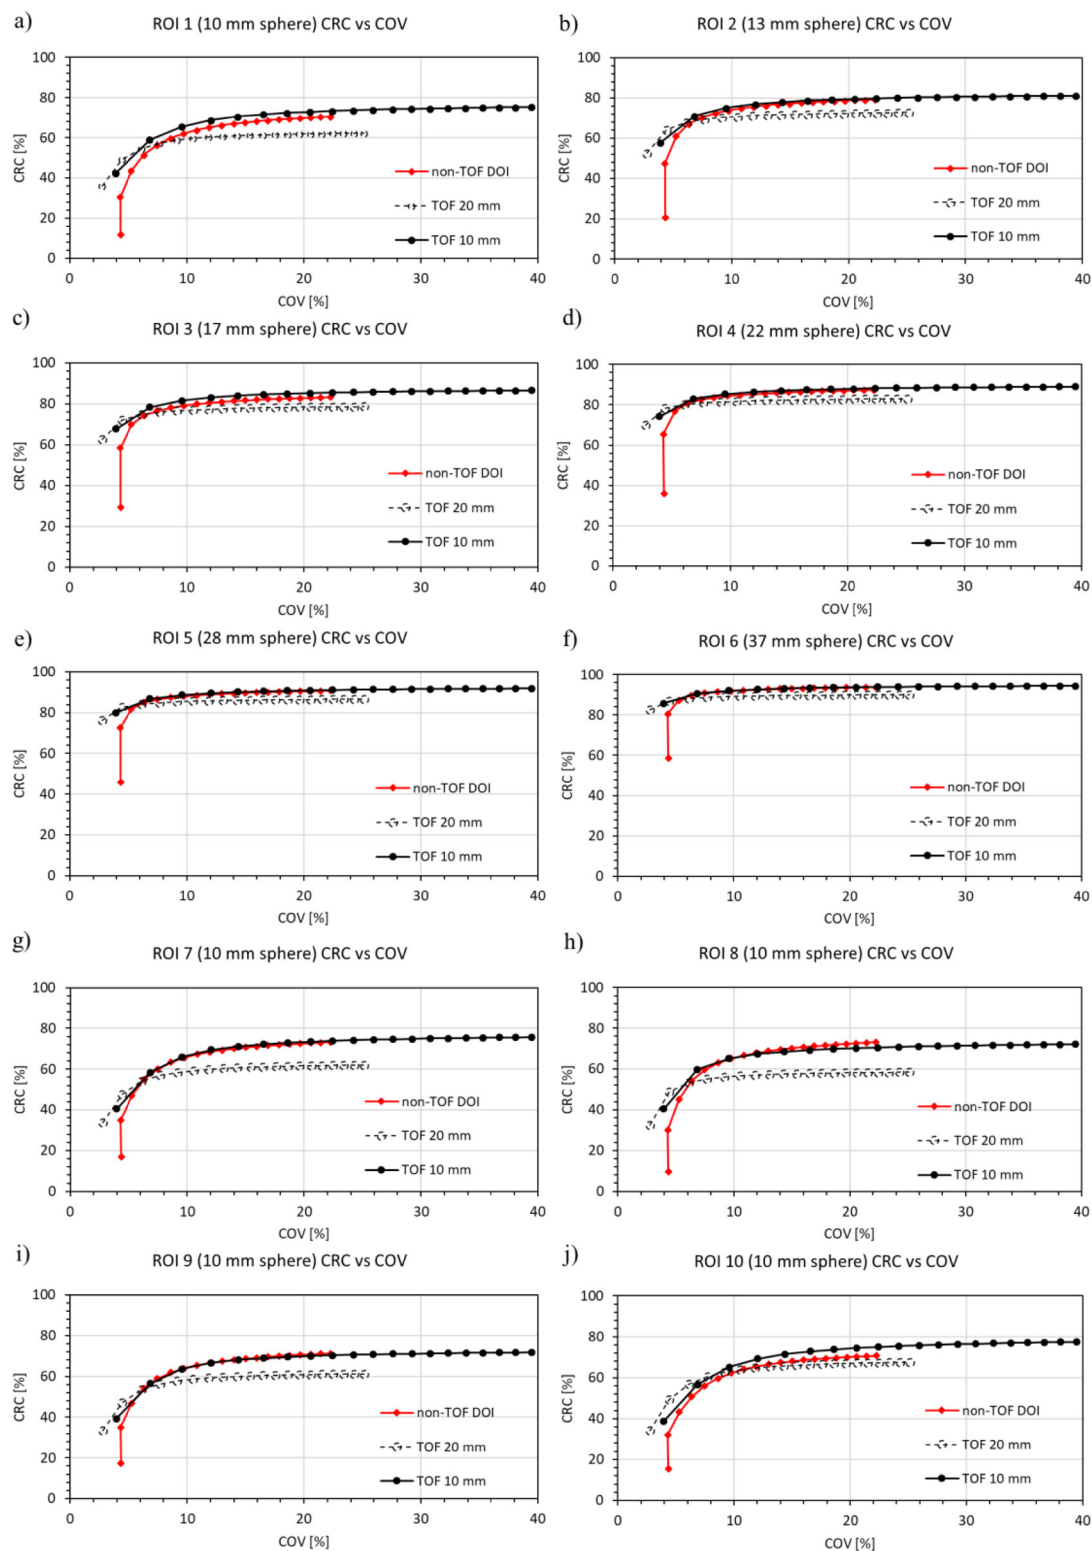 a)
ROI 1 (10 mm sphere) CRC vs COV
100
80
60
40
20
0
CRC [%]
non-TOF DOI
TOF 20 mm
TOF 10 mm
0 10 20 30 40
COV [%]
b)
ROI 2 (13 mm sphere) CRC vs COV
100
80
60
40
20
0
CRC [%]
non-TOF DOI
TOF 20 mm
TOF 10 mm
0 10 20 30 40
COV [%]
c)
ROI 3 (17 mm sphere) CRC vs COV
100
80
60
40
20
0
CRC [%]
non-TOF DOI
TOF 20 mm
TOF 10 mm
0 10 20 30 40
COV [%]
d)
ROI 4 (22 mm sphere) CRC vs COV
100
80
60
40
20
0
CRC [%]
non-TOF DOI
TOF 20 mm
TOF 10 mm
0 10 20 30 40
COV [%]
e)
ROI 5 (28 mm sphere) CRC vs COV
100
80
60
40
20
0
CRC [%]
non-TOF DOI
TOF 20 mm
TOF 10 mm
0 10 20 30 40
COV [%]
f)
ROI 6 (37 mm sphere) CRC vs COV
100
80
60
40
20
0
CRC [%]
non-TOF DOI
TOF 20 mm
TOF 10 mm
0 10 20 30 40
COV [%]
g)
ROI 7 (10 mm sphere) CRC vs COV
100
80
60
40
20
0
CRC [%]
non-TOF DOI
TOF 20 mm
TOF 10 mm
0 10 20 30 40
COV [%]
h)
ROI 8 (10 mm sphere) CRC vs COV
100
80
60
40
20
0
CRC [%]
non-TOF DOI
TOF 20 mm
TOF 10 mm
0 10 20 30 40
COV [%]
i)
ROI 9 (10 mm sphere) CRC vs COV
100
80
60
40
20
0
CRC [%]
non-TOF DOI
TOF 20 mm
TOF 10 mm
0 10 20 30 40
COV [%]
j)
ROI 10 (10 mm sphere) CRC vs COV
100
80
60
40
20
0
CRC [%]
non-TOF DOI
TOF 20 mm
TOF 10 mm
0 10 20 30 40
COV [%]